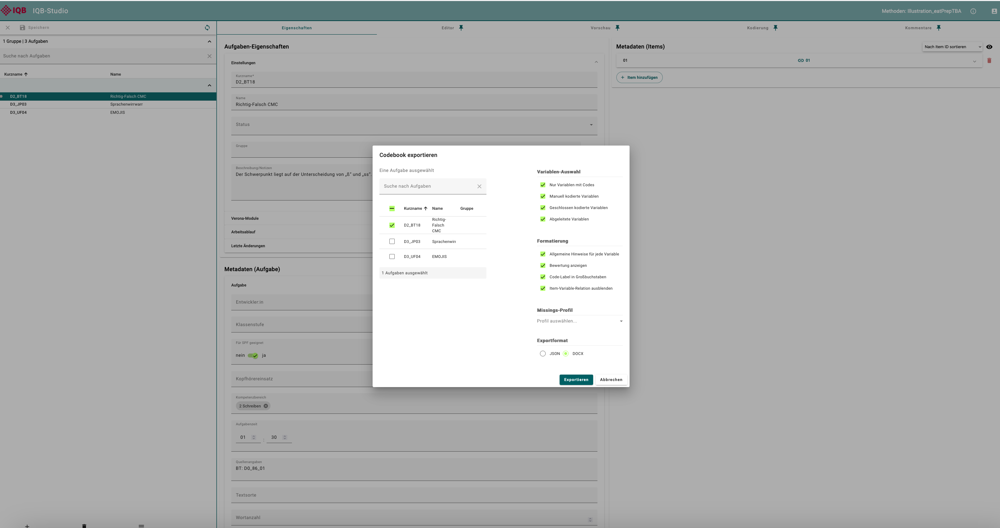 IQB IQB-Studio
Methoden: Illustration_eatPrepTBA
Speichern
1 Gruppe | 3 Aufgaben
Suche nach Aufgaben
Kurzname Name
D2_BT18 Richtig-Falsch CMC
D3_JP03 Sprachenwirrwarr
D3_UF04 EMOJIS
Eigenschaften Editor Vorschau Kodierung Kommentare
Aufgaben-Eigenschaften
Einstellungen
Kurzname*
D2_BT18
Name
Richtig-Falsch CMC
Status
Gruppe
Beschreibung/Notizen
Der Schwerpunkt liegt auf der Unterscheidung von „ß“ und „ss“.
Verona-Module
Arbeitsablauf
Letzte Änderungen
Metadaten (Aufgabe)
Aufgabe
Entwickler:in
Klassenstufe
Für SPF geeignet
nein ja
Kopfhörereinsatz
Kompetenzbereich
2 Schreiben
Aufgabenzeit
01 : 30
Quellenangaben
BT: D0_86_01
Textsorte
Wortanzahl
Metadaten (Items)
Nach Item ID sortieren
01 01
+ Item hinzufügen
Codebook exportieren
Eine Aufgabe ausgewählt
Suche nach Aufgaben
Kurzname Name Gruppe
D2_BT18 Richtig-
Falsch
CMC
D3_JP03 Sprachenwirr
D3_UF04 EMOJIS
1 Aufgaben ausgewählt
Variablen-Auswahl
Nur Variablen mit Codes
Manuell kodierte Variablen
Geschlossen kodierte Variablen
Abgeleitete Variablen
Formatierung
Allgemeine Hinweise für jede Variable
Bewertung anzeigen
Code-Label in Großbuchstaben
Item-Variable-Relation ausblenden
Missings-Profil
Profil auswählen...
Exportformat
JSON DOCX
Exportieren Abbrechen